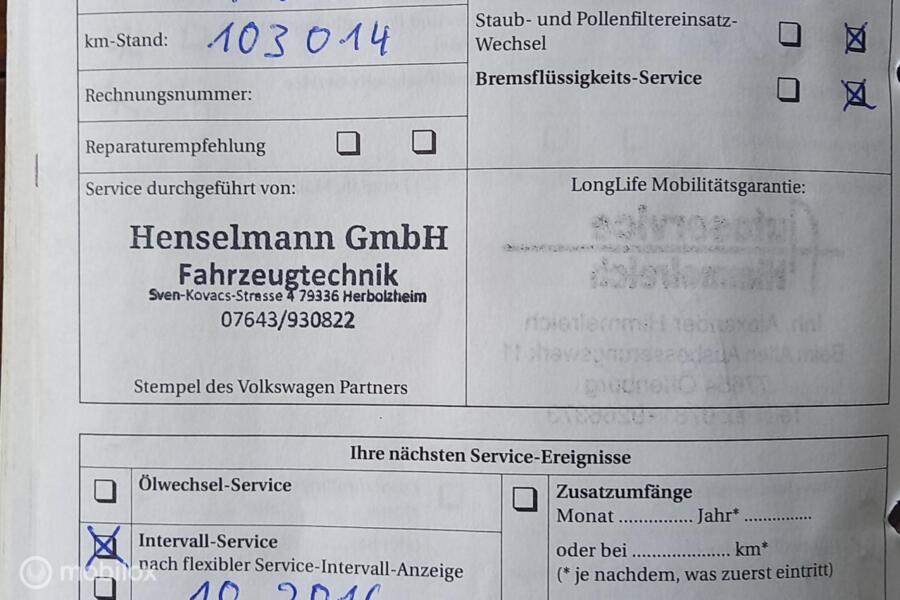 km-Stand: 103 014
Rechnungsnummer:
Reparaturempfehlung
Staub- und Pollenfiltereinsatz-
Wechsel
Bremsflüssigkeits-Service
Service durchgeführt von:
Henselmann GmbH
Fahrzeugtechnik
Sven-Kovacs-Strasse 4 79336 Herbolzheim
07643/930822
Stempel des Volkswagen Partners
LongLife Mobilitätsgarantie:
Ihre nächsten Service-Ereignisse
Ölwechsel-Service
Intervall-Service
nach flexibler Service-Intervall-Anzeige
Zusatzumfänge
Monat ............... Jahr* ...............
oder bei .................... km*
(* je nachdem, was zuerst eintritt)
mobilox